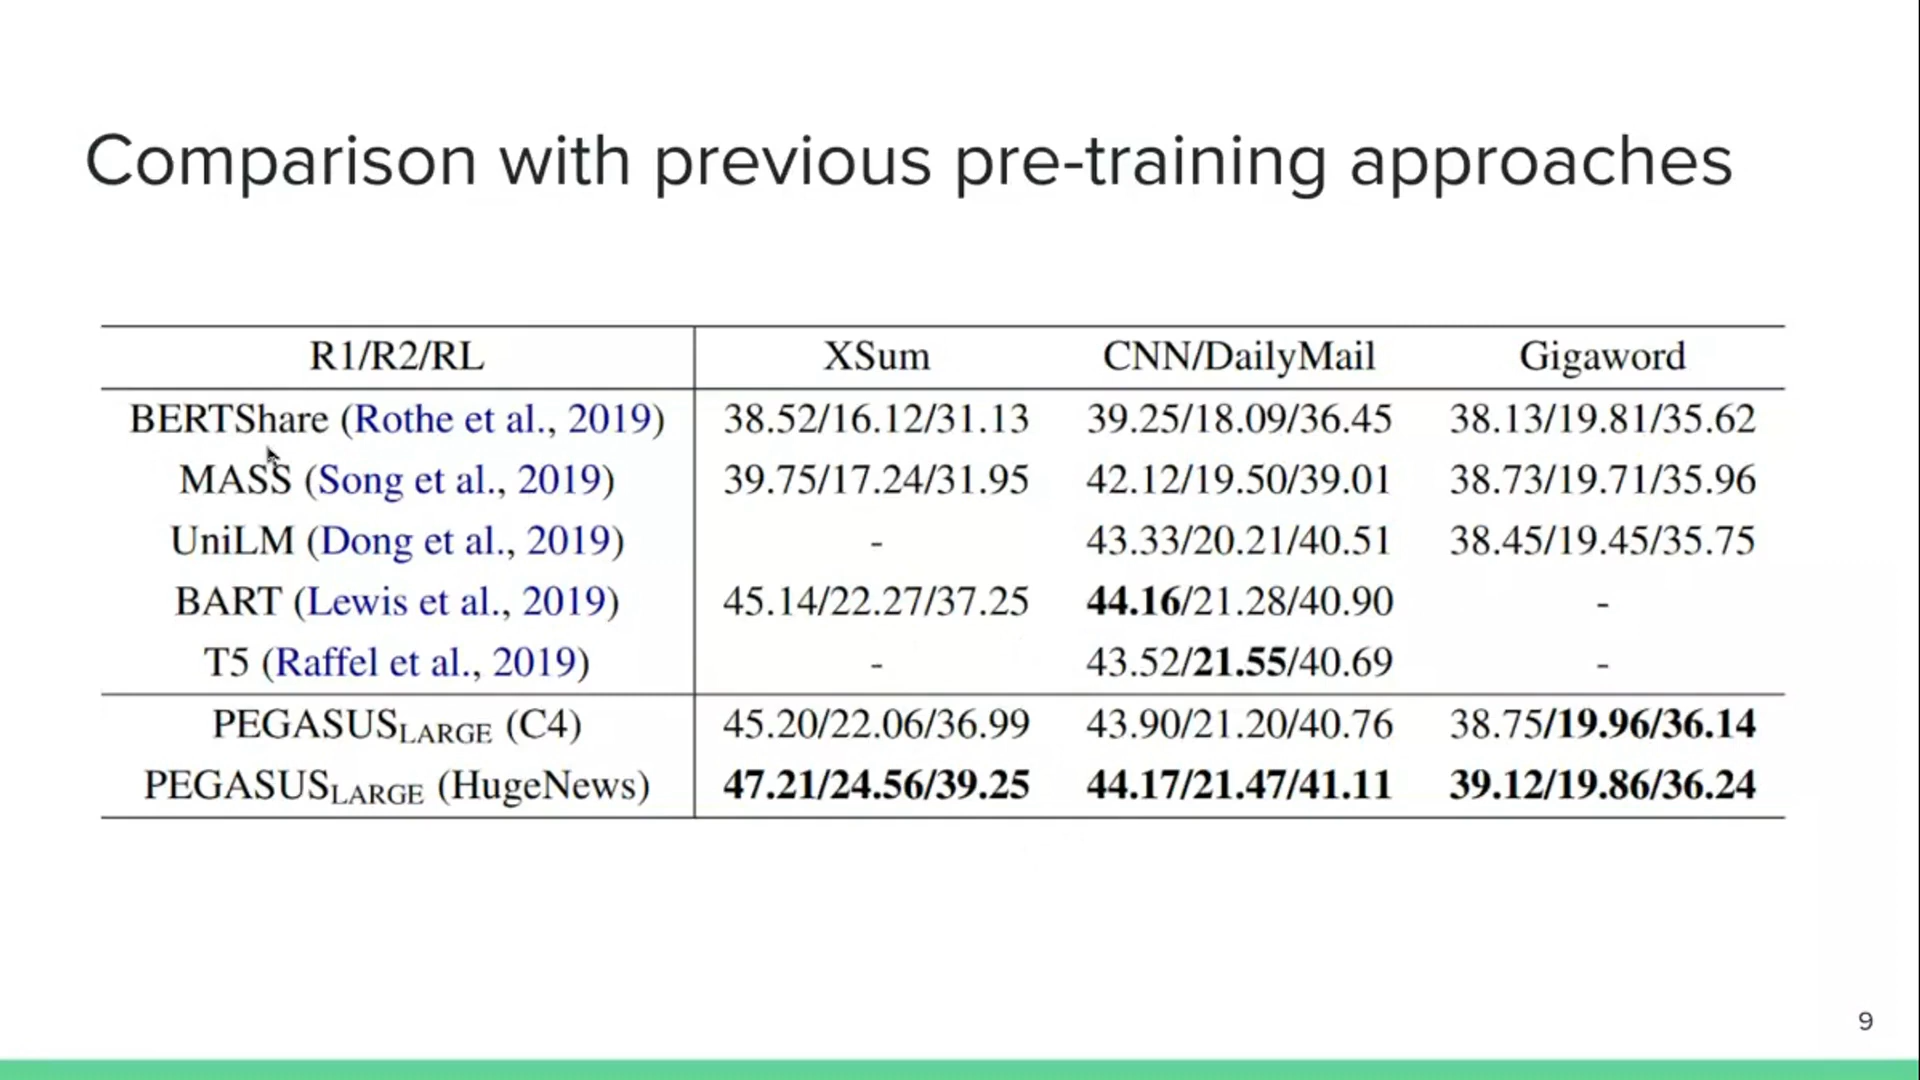 Comparison with previous pre-training approaches
R1/R2/RL XSum CNN/DailyMail Gigaword
BERTShare (Rothe et al., 2019) 38.52/16.12/31.13 39.25/18.09/36.45 38.13/19.81/35.62
MASS (Song et al., 2019) 39.75/17.24/31.95 42.12/19.50/39.01 38.73/19.71/35.96
UniLM (Dong et al., 2019) - 43.33/20.21/40.51 38.45/19.45/35.75
BART (Lewis et al., 2019) 45.14/22.27/37.25 44.16/21.28/40.90 -
T5 (Raffel et al., 2019) - 43.52/21.55/40.69 -
PEGASUSLARGE (C4) 45.20/22.06/36.99 43.90/21.20/40.76 38.75/19.96/36.14
PEGASUSLARGE (HugeNews) 47.21/24.56/39.25 44.17/21.47/41.11 39.12/19.86/36.24
9